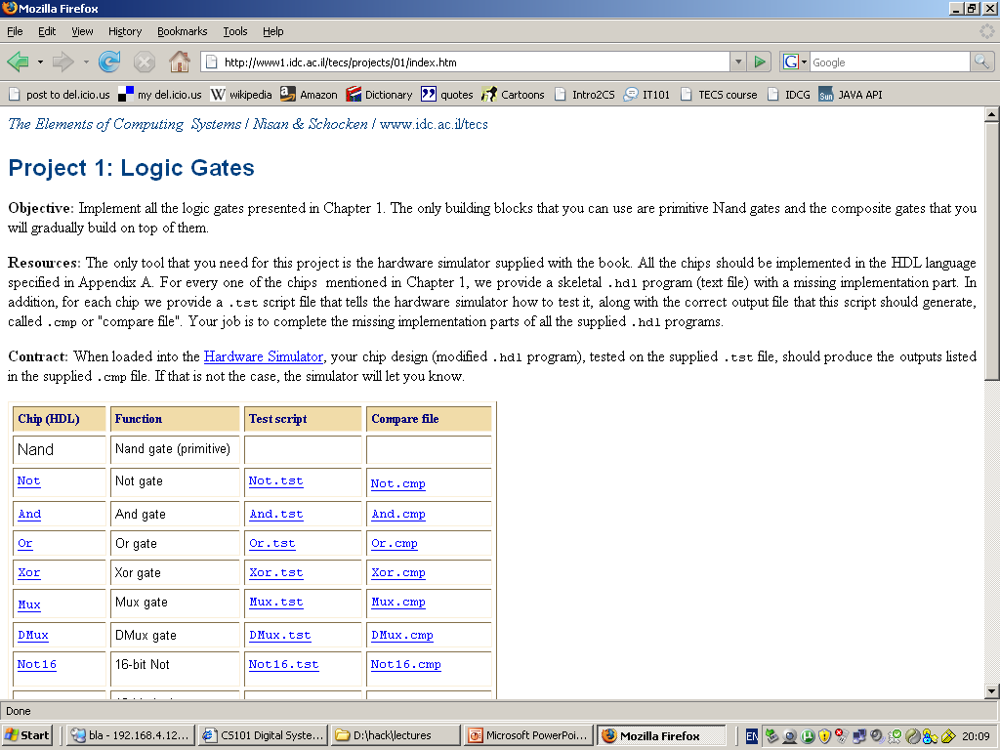 Mozilla Firefox
File Edit View History Bookmarks Tools Help
http://www1.idc.ac.il/tecs/projects/01/index.htm G Google
post to del.icio.us my del.icio.us W wikipedia Amazon Dictionary quotes Cartoons Intro2CS IT101 TECS course IDCG Sun JAVA API
The Elements of Computing Systems / Nisan & Schocken / www.idc.ac.il/tecs
Project 1: Logic Gates
Objective: Implement all the logic gates presented in Chapter 1. The only building blocks that you can use are primitive Nand gates and the composite gates that you
will gradually build on top of them.
Resources: The only tool that you need for this project is the hardware simulator supplied with the book. All the chips should be implemented in the HDL language
specified in Appendix A. For every one of the chips mentioned in Chapter 1, we provide a skeletal .hdl program (text file) with a missing implementation part. In
addition, for each chip we provide a .tst script file that tells the hardware simulator how to test it, along with the correct output file that this script should generate,
called .cmp or "compare file". Your job is to complete the missing implementation parts of all the supplied .hdl programs.
Contract: When loaded into the Hardware Simulator, your chip design (modified .hdl program), tested on the supplied .tst file, should produce the outputs listed
in the supplied .cmp file. If that is not the case, the simulator will let you know.
Chip (HDL) Function Test script Compare file
Nand Nand gate (primitive)
Not Not gate Not.tst Not.cmp
And And gate And.tst And.cmp
Or Or gate Or.tst Or.cmp
Xor Xor gate Xor.tst Xor.cmp
Mux Mux gate Mux.tst Mux.cmp
DMux DMux gate DMux.tst DMux.cmp
Not16 16-bit Not Not16.tst Not16.cmp
Done
Start bla - 192.168.4.12... CS101 Digital Syste... D:\hack\lectures Microsoft PowerPoi... Mozilla Firefox EN 20:09